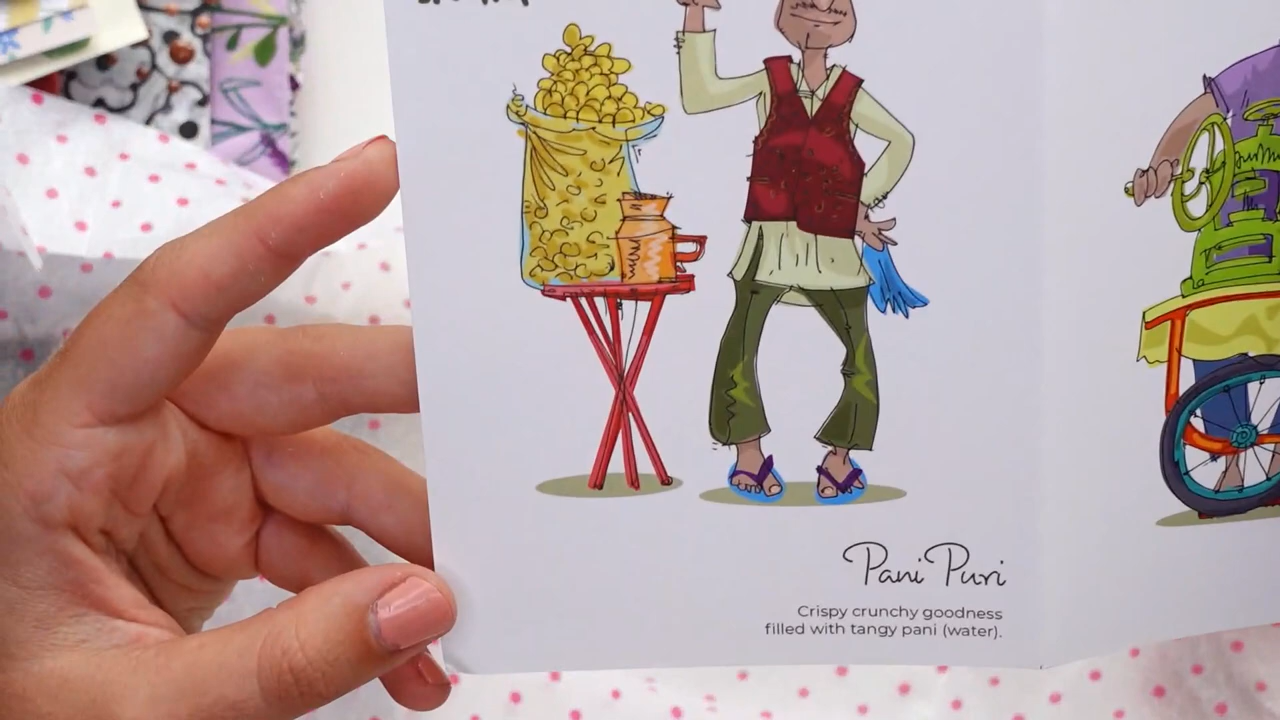 Pani Puri
Crispy crunchy goodness
filled with tangy pani (water).